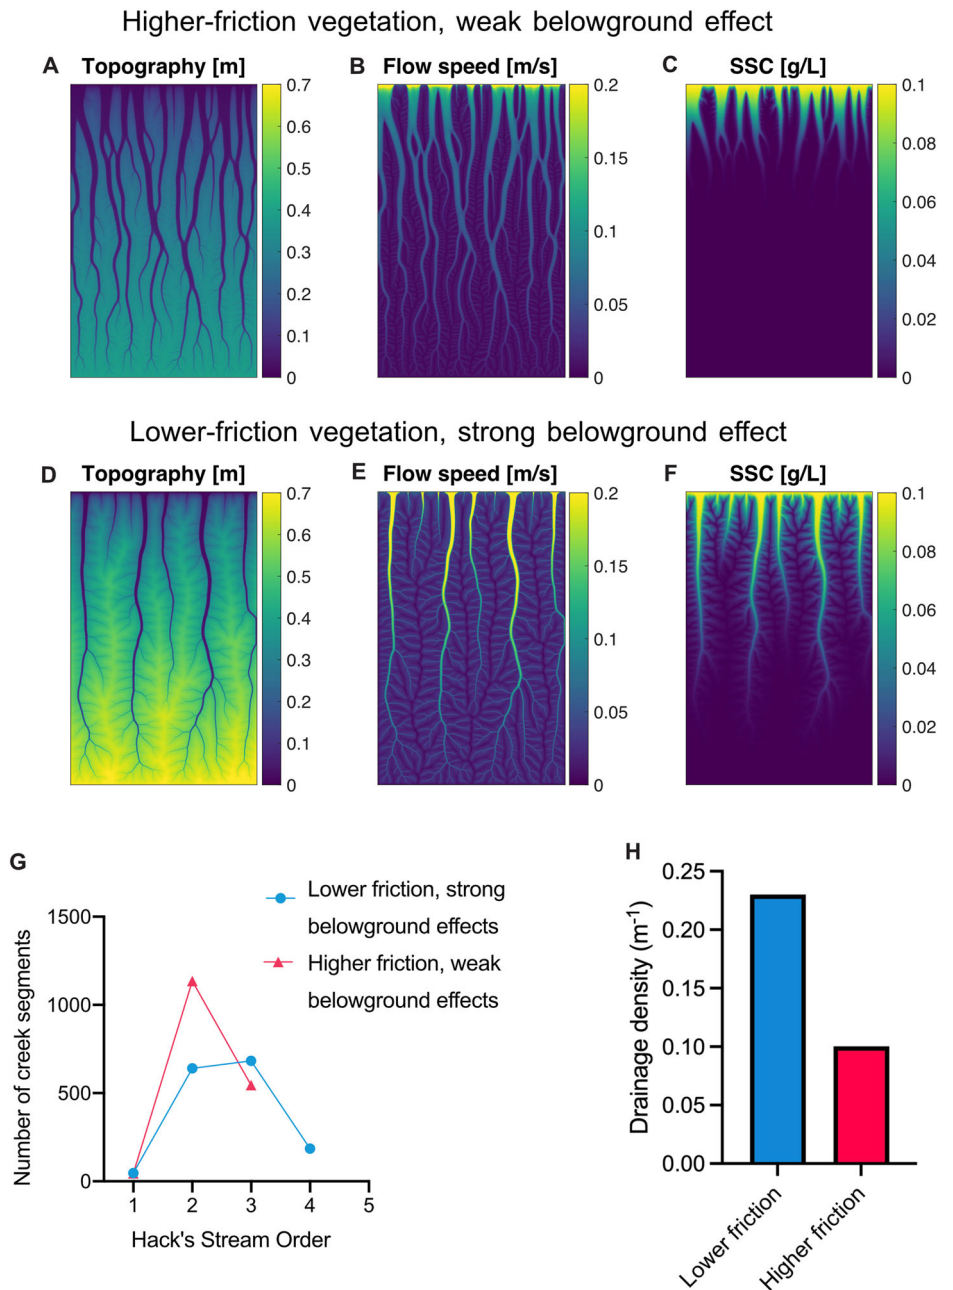 Higher-friction vegetation, weak belowground effect
A Topography [m]
B Flow speed [m/s]
C SSC [g/L]
0.7
0.6
0.5
0.4
0.3
0.2
0.1
0
0.2
0.15
0.1
0.05
0
0.1
0.08
0.06
0.04
0.02
0
Lower-friction vegetation, strong belowground effect
D Topography [m]
E Flow speed [m/s]
F SSC [g/L]
0.7
0.6
0.5
0.4
0.3
0.2
0.1
0
0.2
0.15
0.1
0.05
0
0.1
0.08
0.06
0.04
0.02
0
G
Lower friction, strong
belowground effects
Higher friction, weak
belowground effects
Number of creek segments
1500
1000
500
0
1 2 3 4 5
Hack's Stream Order
H
Drainage density (m-1)
0.25
0.20
0.15
0.10
0.05
0.00
Lower friction
Higher friction